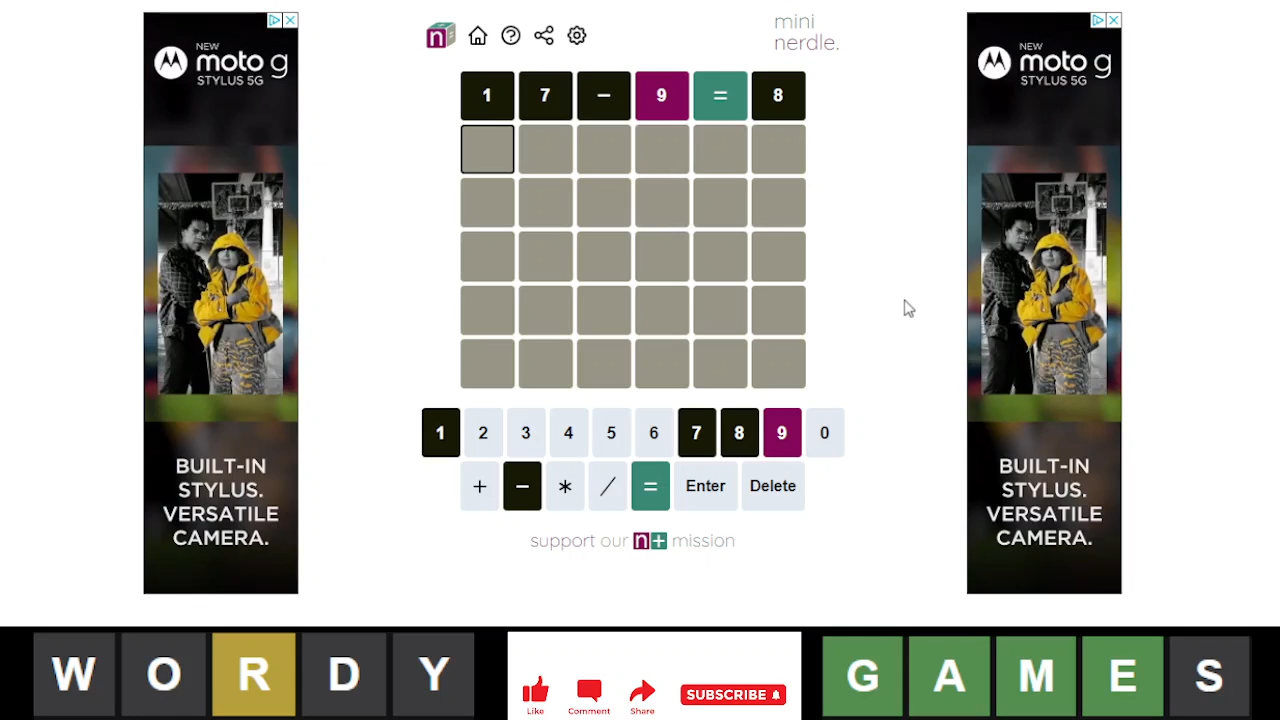 NEW
moto g
STYLUS 5G
BUILT-IN
STYLUS.
VERSATILE
CAMERA.
n
mini
nerdle.
1 7 − 9 = 8
1 2 3 4 5 6 7 8 9 0
+ − * / = Enter Delete
support our n+ mission
NEW
moto g
STYLUS 5G
BUILT-IN
STYLUS.
VERSATILE
CAMERA.
WORDY
Like Comment Share SUBSCRIBE
GAMES